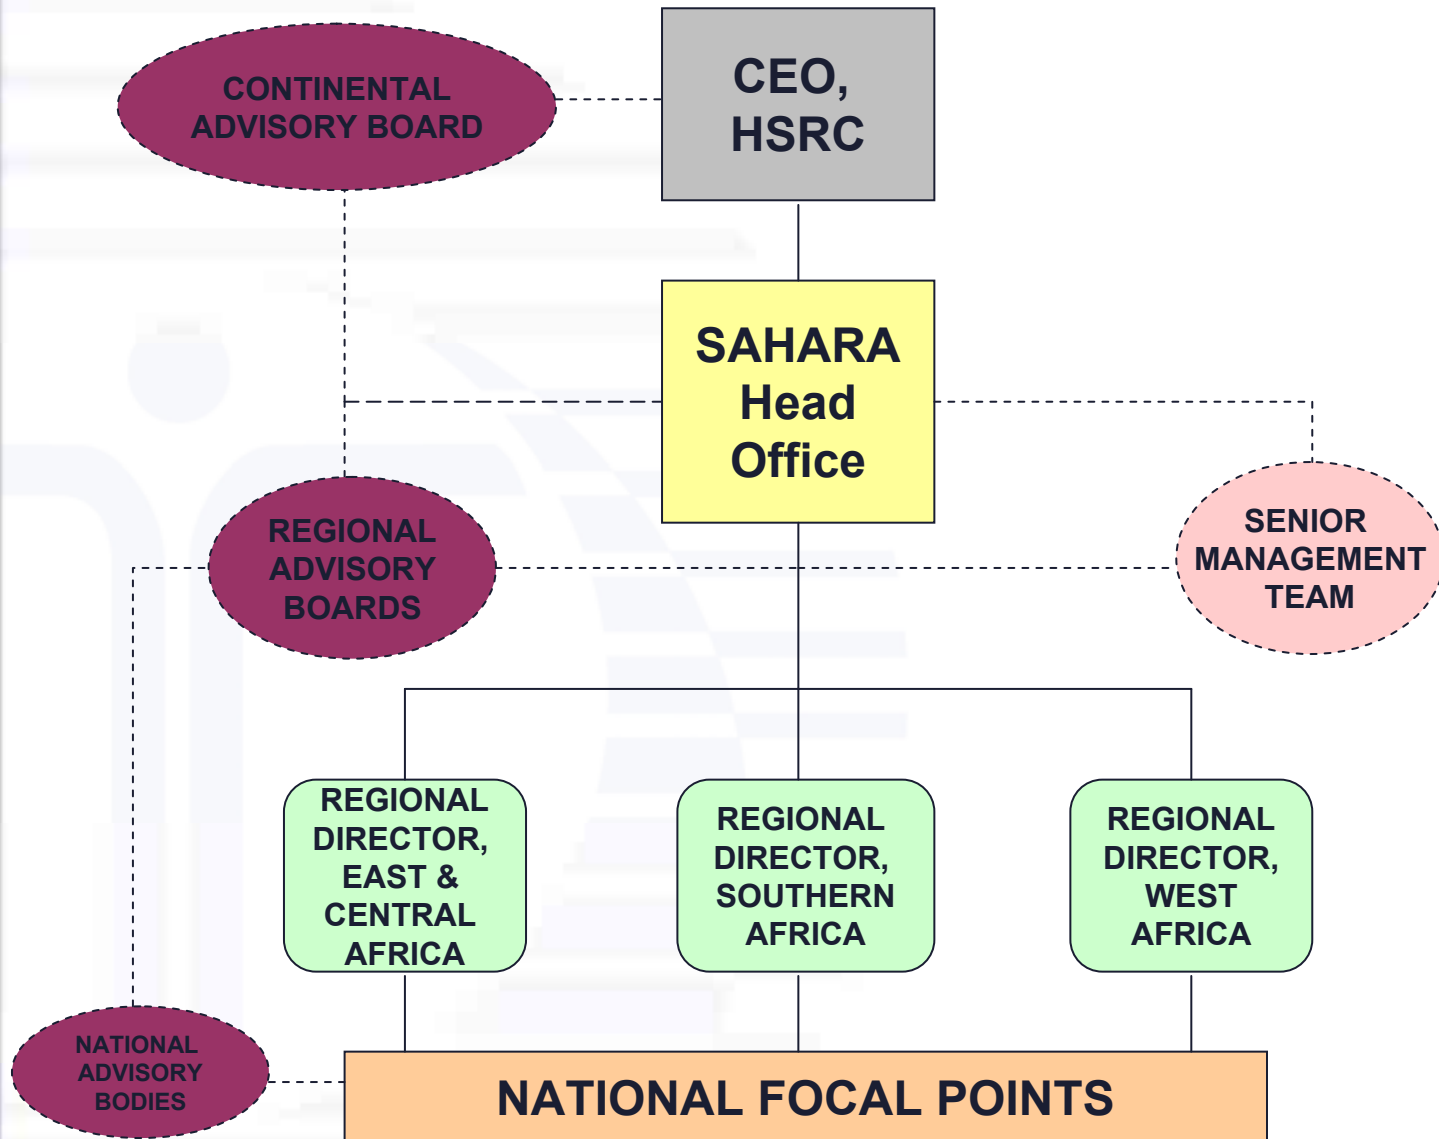 CONTINENTAL
ADVISORY BOARD
CEO,
HSRC
SAHARA
Head
Office
REGIONAL
ADVISORY
BOARDS
SENIOR
MANAGEMENT
TEAM
REGIONAL
DIRECTOR,
EAST &
CENTRAL
AFRICA
REGIONAL
DIRECTOR,
SOUTHERN
AFRICA
REGIONAL
DIRECTOR,
WEST
AFRICA
NATIONAL
ADVISORY
BODIES
NATIONAL FOCAL POINTS